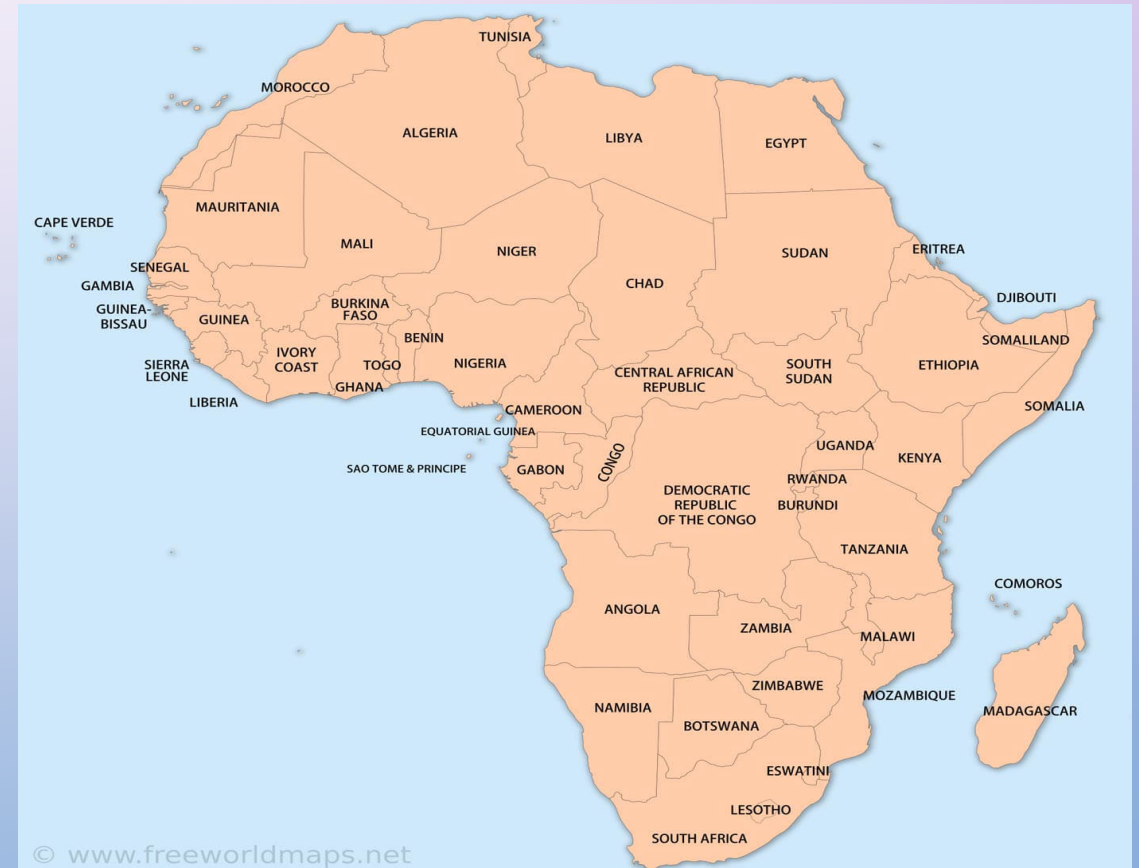 TUNISIA
MOROCCO
ALGERIA
LIBYA
EGYPT
MAURITANIA
CAPE VERDE
MALI
NIGER
SUDAN
ERITREA
SENEGAL
CHAD
GAMBIA
DJIBOUTI
GUINEA-
BISSAU
GUINEA
BURKINA
FASO
BENIN
SOMALILAND
IVORY
COAST
TOGO
NIGERIA
SOUTH
SUDAN
ETHIOPIA
SIERRA
LEONE
CENTRAL AFRICAN
REPUBLIC
GHANA
LIBERIA
CAMEROON
SOMALIA
EQUATORIAL GUINEA
UGANDA
KENYA
SAO TOME & PRINCIPE
GABON
CONGO
RWANDA
DEMOCRATIC
REPUBLIC
OF THE CONGO
BURUNDI
TANZANIA
COMOROS
ANGOLA
ZAMBIA
MALAWI
ZIMBABWE
MOZAMBIQUE
NAMIBIA
MADAGASCAR
BOTSWANA
ESWATINI
LESOTHO
SOUTH AFRICA
© www.freeworldmaps.net